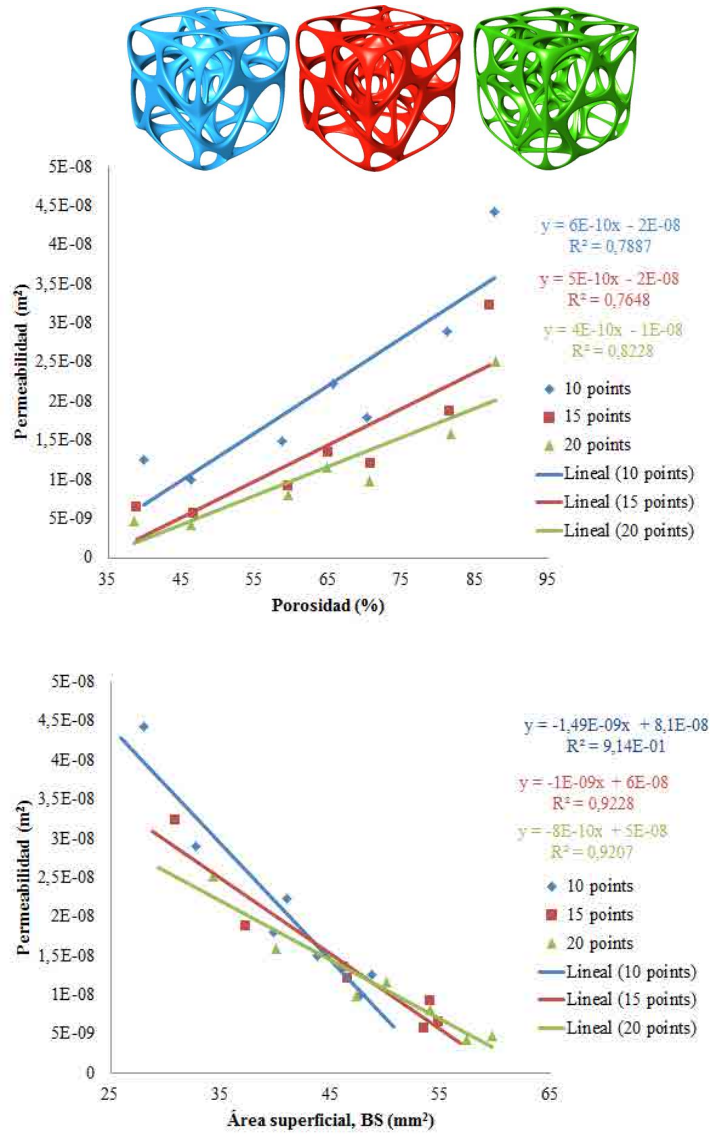 5E-08
4,5E-08
4E-08
3,5E-08
3E-08
2,5E-08
2E-08
1,5E-08
1E-08
5E-09
0
Permeabilidad (m²)
35 45 55 65 75 85 95
Porosidad (%)
y = 6E-10x - 2E-08
R² = 0,7887
y = 5E-10x - 2E-08
R² = 0,7648
y = 4E-10x - 1E-08
R² = 0,8228
10 points
15 points
20 points
Lineal (10 points)
Lineal (15 points)
Lineal (20 points)
5E-08
4,5E-08
4E-08
3,5E-08
3E-08
2,5E-08
2E-08
1,5E-08
1E-08
5E-09
0
Permeabilidad (m²)
25 35 45 55 65
Área superficial, BS (mm²)
y = -1,49E-09x + 8,1E-08
R² = 9,14E-01
y = -1E-09x + 6E-08
R² = 0,9228
y = -8E-10x + 5E-08
R² = 0,9207
10 points
15 points
20 points
Lineal (10 points)
Lineal (15 points)
Lineal (20 points)